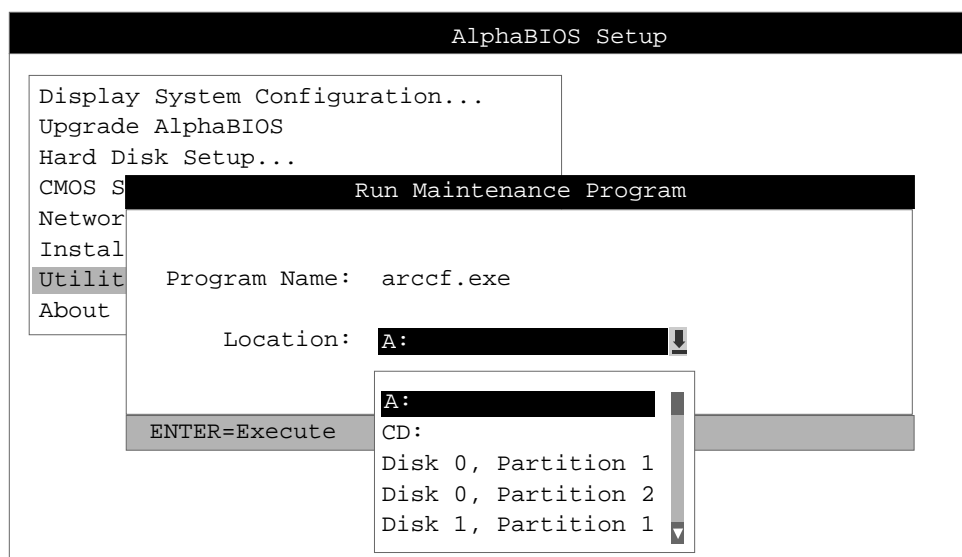 AlphaBIOS Setup
Display System Configuration...
Upgrade AlphaBIOS
Hard Disk Setup...
CMOS S
Run Maintenance Program
Networ
Instal
Utilit
Program Name: arccf.exe
About
Location: A:
A:
ENTER=Execute
CD:
Disk 0, Partition 1
Disk 0, Partition 2
Disk 1, Partition 1